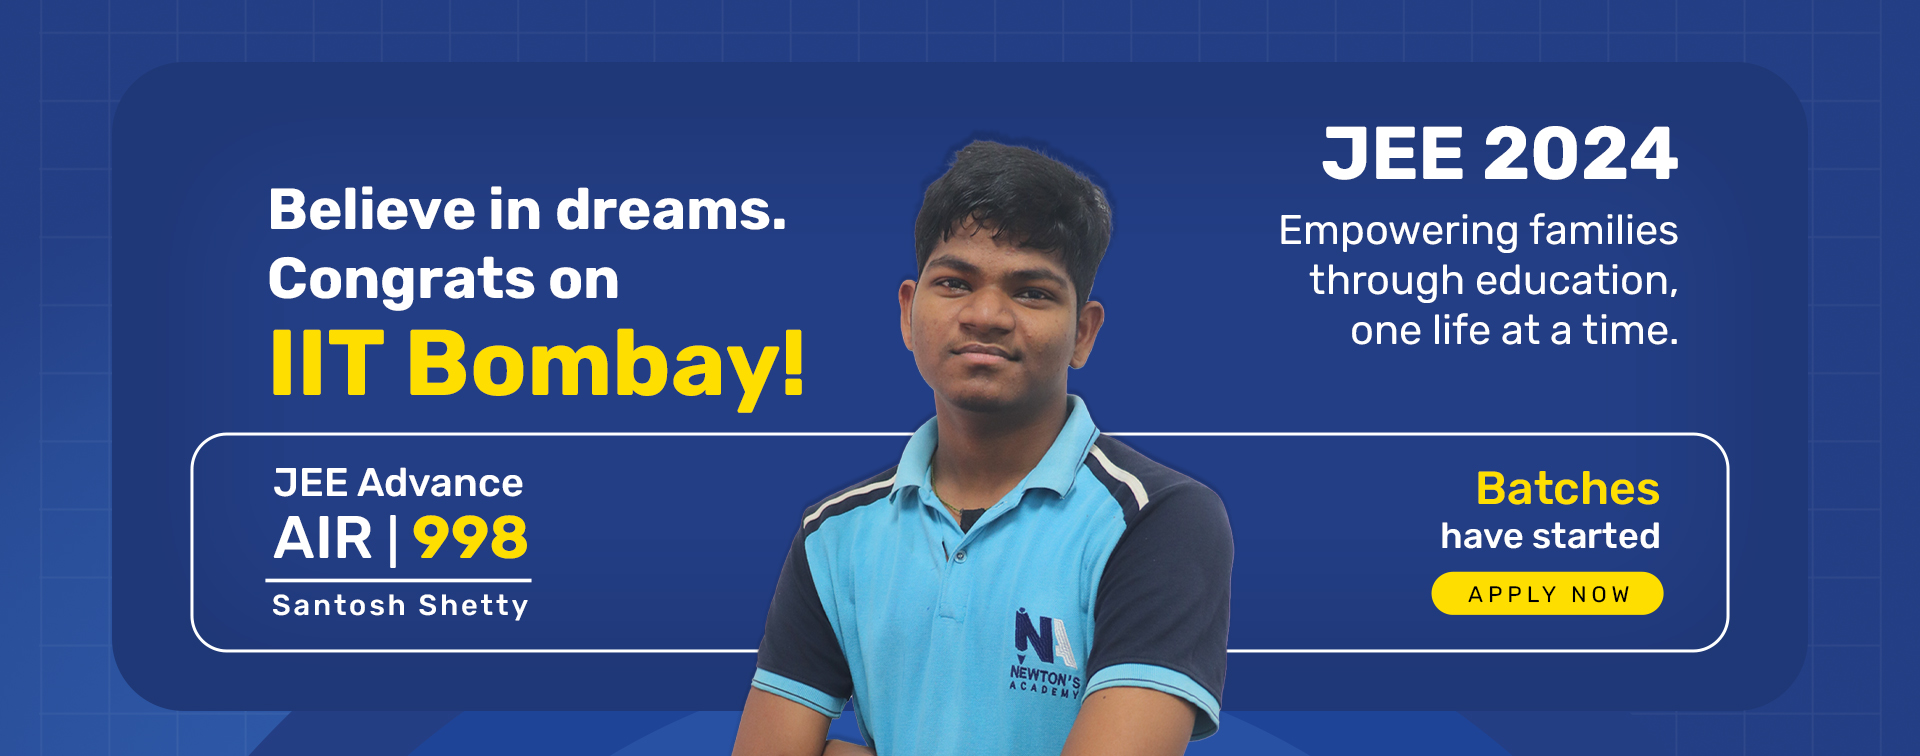 Believe in dreams.
Congrats on
IIT Bombay!
JEE Advance
AIR | 998
Santosh Shetty
JEE 2024
Empowering families
through education,
one life at a time.
Batches
have started
APPLY NOW
NA
NEWTON'S
ACADEMY